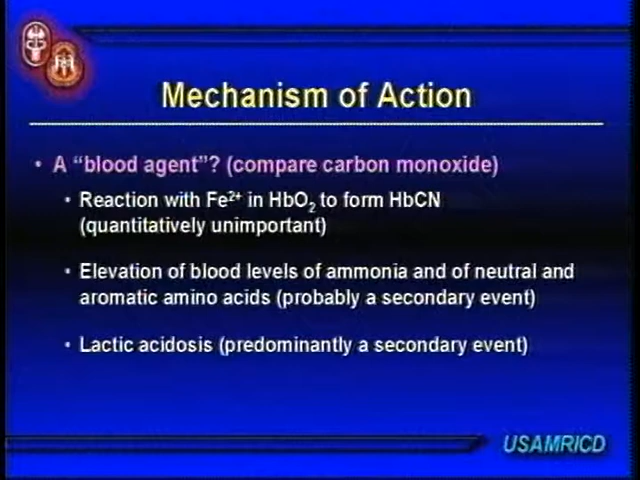 Mechanism of Action
• A “blood agent”? (compare carbon monoxide)
• Reaction with Fe²⁺ in HbO₂ to form HbCN
(quantitatively unimportant)
• Elevation of blood levels of ammonia and of neutral and
aromatic amino acids (probably a secondary event)
• Lactic acidosis (predominantly a secondary event)
USAMRICD